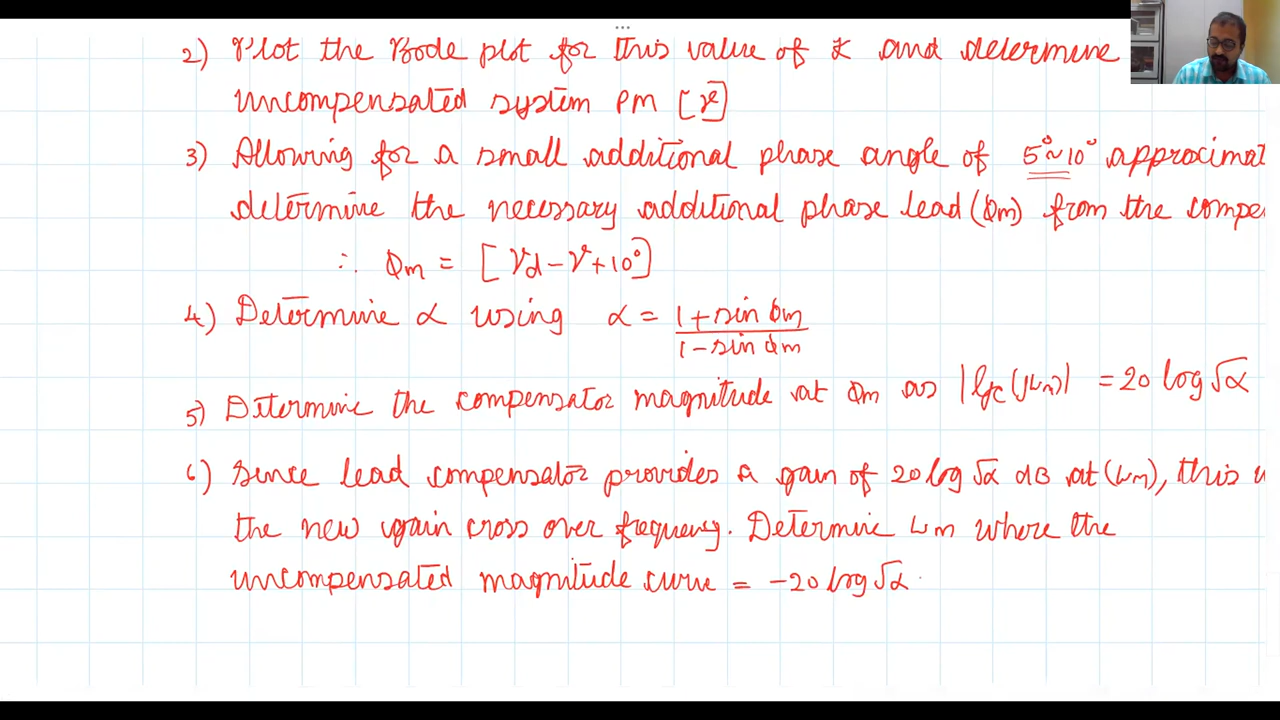 2) Plot the Bode plot for this value of K and determine
uncompensated system PM [γ]
3) Allowing for a small additional phase angle of 5°~10° approximat
determine the necessary additional phase lead (Φm) from the compe
∴ Φm = [γd - γ + 10°]
4) Determine α using α = 1+sin Φm / 1-sin Φm
5) Determine the compensator magnitude at Φm as |Gc(jωm)| = 20 log √α
6) Since lead compensator provides a gain of 20 log √α dB at (ωm), this
the new gain cross over frequency. Determine ωm where the
uncompensated magnitude curve = -20 log √α